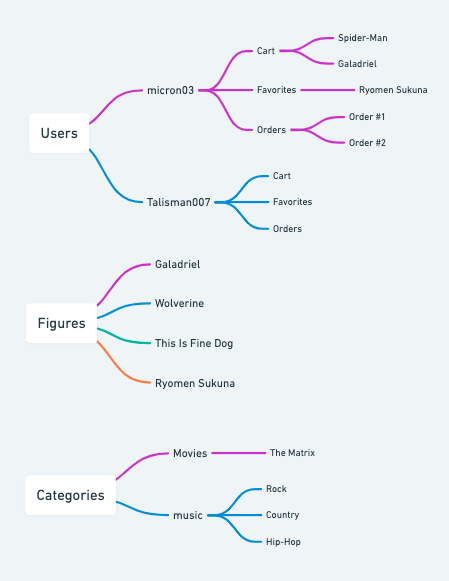 Users
micron03
Cart
Spider-Man
Galadriel
Favorites
Ryomen Sukuna
Orders
Order #1
Order #2
Talisman007
Cart
Favorites
Orders
Figures
Galadriel
Wolverine
This Is Fine Dog
Ryomen Sukuna
Categories
Movies
The Matrix
music
Rock
Country
Hip-Hop